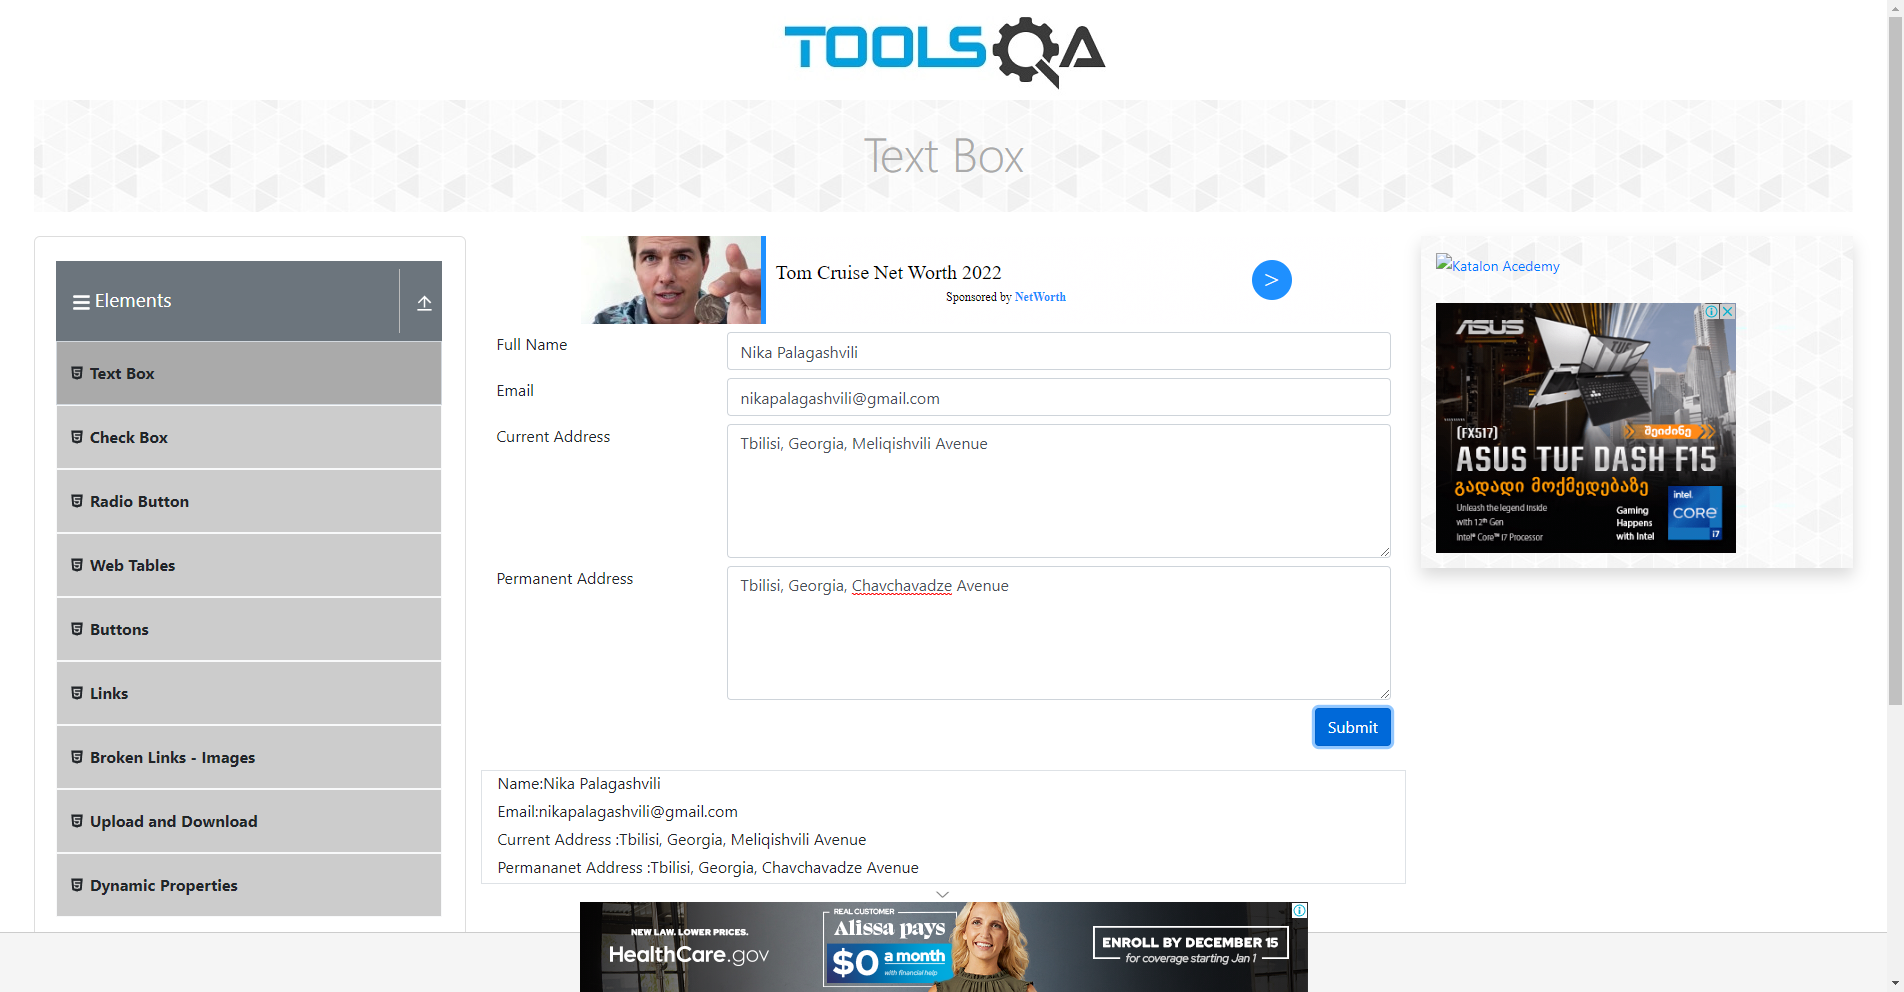 TOOLSQA
Text Box
Elements
Text Box
Check Box
Radio Button
Web Tables
Buttons
Links
Broken Links - Images
Upload and Download
Dynamic Properties
Tom Cruise Net Worth 2022
Sponsored by NetWorth
>
Full Name
Nika Palagashvili
Email
nikapalagashvili@gmail.com
Current Address
Tbilisi, Georgia, Meliqishvili Avenue
Permanent Address
Tbilisi, Georgia, Chavchavadze Avenue
Submit
Name:Nika Palagashvili
Email:nikapalagashvili@gmail.com
Current Address :Tbilisi, Georgia, Meliqishvili Avenue
Permananet Address :Tbilisi, Georgia, Chavchavadze Avenue
Katalon Acedemy
ASUS
TUF
(FX517)
შეიძინე
ASUS TUF DASH F15
გადადი მოქმედებაზე
Unleash the legend inside
with 12th Gen
Intel® Core™ i7 Processor
Gaming
Happens
with Intel
intel.
CORE
i7
NEW LAW. LOWER PRICES.
HealthCare.gov
REAL CUSTOMER
Alissa pays
$0 a month
with financial help
ENROLL BY DECEMBER 15
for coverage starting Jan 1